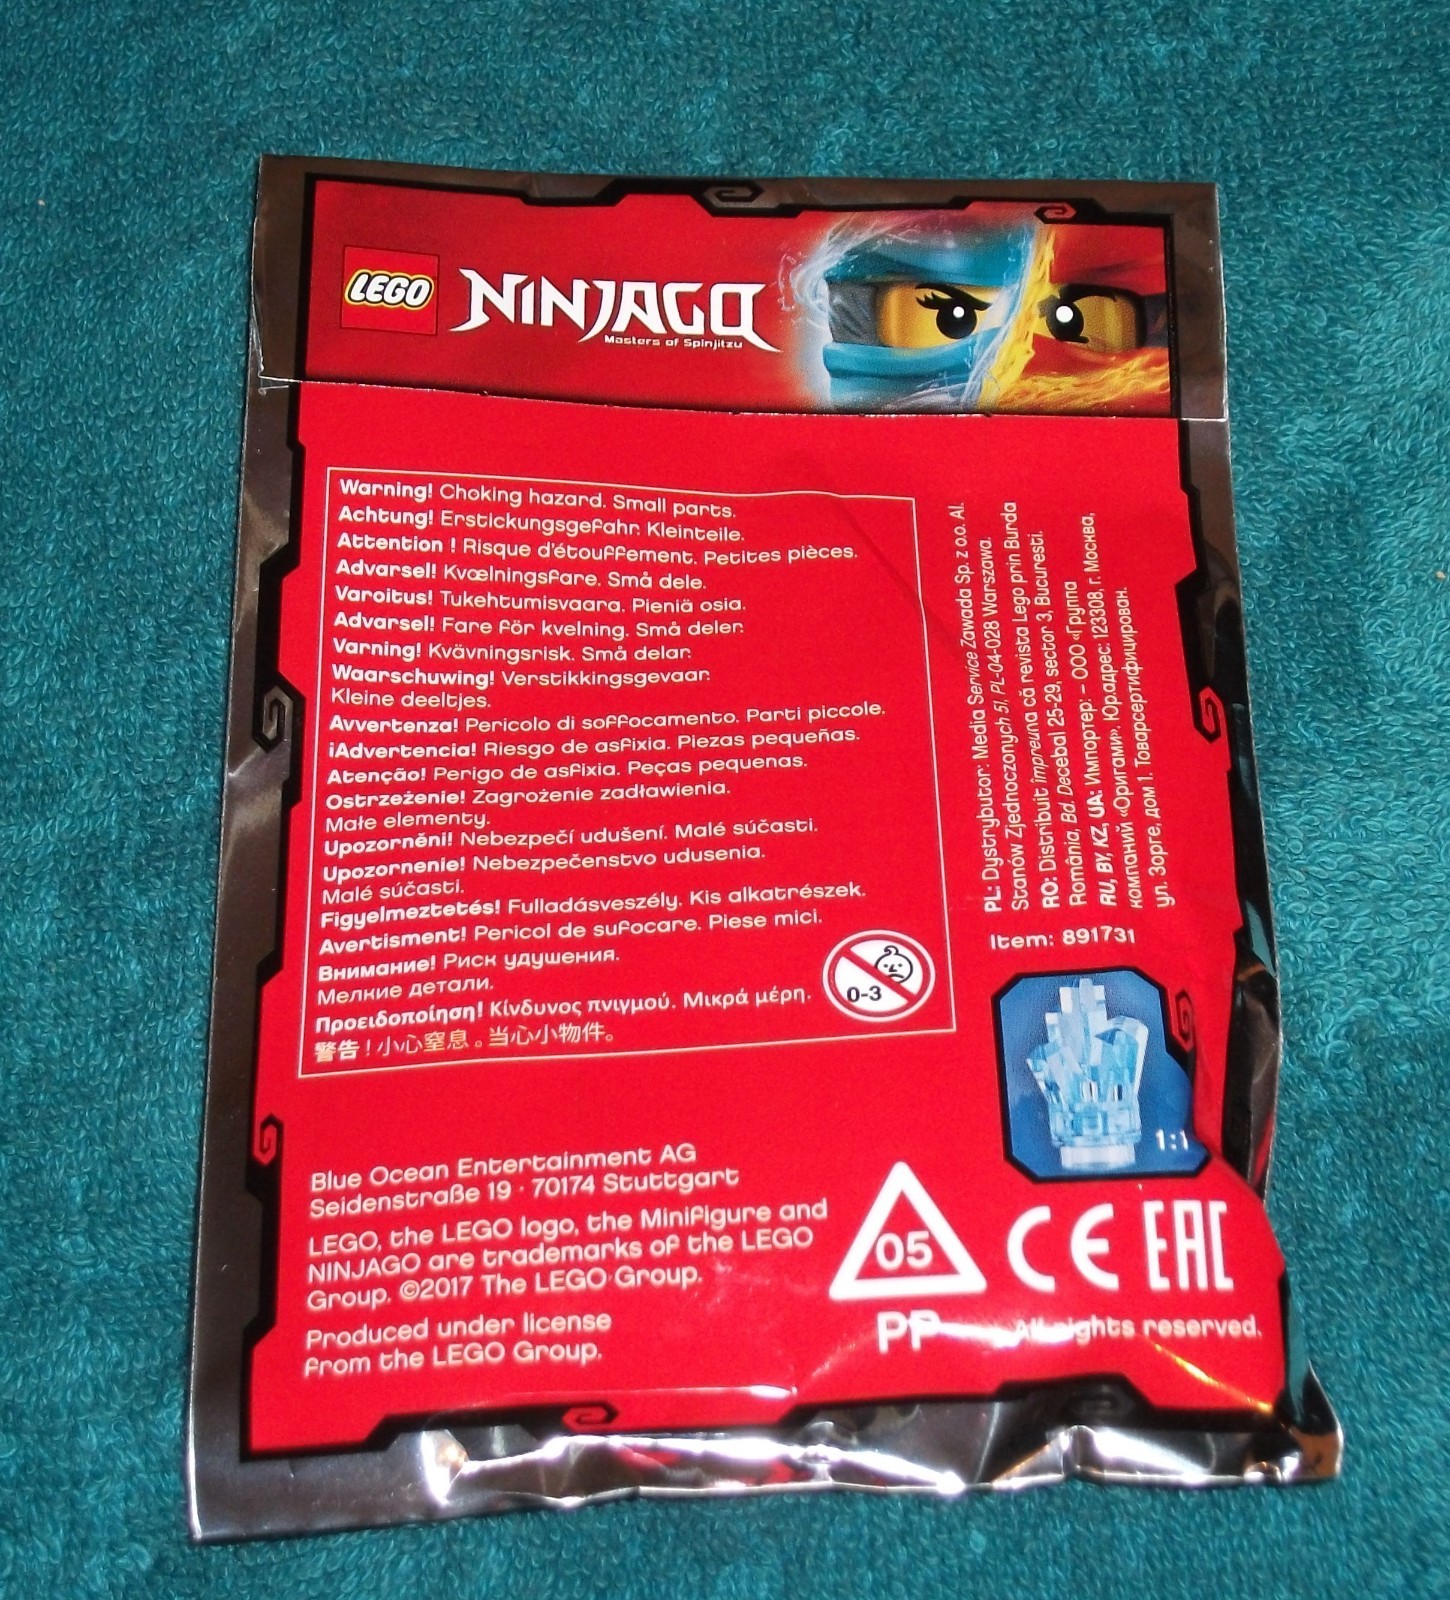 LEGO NINJAGO
Masters of Spinjitzu
Warning! Choking hazard. Small parts.
Achtung! Erstickungsgefahr. Kleinteile.
Attention ! Risque d'étouffement. Petites pièces.
Advarsel! Kvælningsfare. Små dele.
Varoitus! Tukehtumisvaara. Pieniä osia.
Advarsel! Fare för kvelning. Små deler.
Varning! Kvävningsrisk. Små delar.
Waarschuwing! Verstikkingsgevaar.
Kleine deeltjes.
Avvertenza! Pericolo di soffocamento. Parti piccole.
¡Advertencia! Riesgo de asfixia. Piezas pequeñas.
Atenção! Perigo de asfixia. Peças pequenas.
Ostrzeżenie! Zagrożenie zadławienia.
Małe elementy.
Upozorněni! Nebezpečí udušení. Malé súčasti.
Upozornenie! Nebezpečenstvo udusenia.
Malé súčasti.
Figyelmeztetés! Fulladásveszély. Kis alkatrészek.
Avertisment! Pericol de sufocare. Piese mici.
Внимание! Риск удушения.
Мелкие детали.
Προειδοποίηση! Κίνδυνος πνιγμού. Μικρά μέρη.
警告！小心窒息。当心小物件。
0-3
PL: Dystrybutor: Media Service Zawada Sp. z o.o. Al.
Stanów Zjednoczonych 51, PL-04-028 Warszawa.
RO: Distribuit împreuna că revista Lego prin Burda
România, Bd. Decebal 25-29, sector 3, Bucuresti.
RU, BY, KZ, UA: Импортер: – ООО «Группа
компаний «Оригами». Юр.адрес: 123308, г. Москва,
ул. Зорге, дом 1. Товарсертифицирован.
Item: 891731
1:1
Blue Ocean Entertainment AG
Seidenstraße 19 · 70174 Stuttgart
LEGO, the LEGO logo, the Minifigure and
NINJAGO are trademarks of the LEGO
Group. ©2017 The LEGO Group.
Produced under license
from the LEGO Group.
05
PP
CE EAC
All rights reserved.